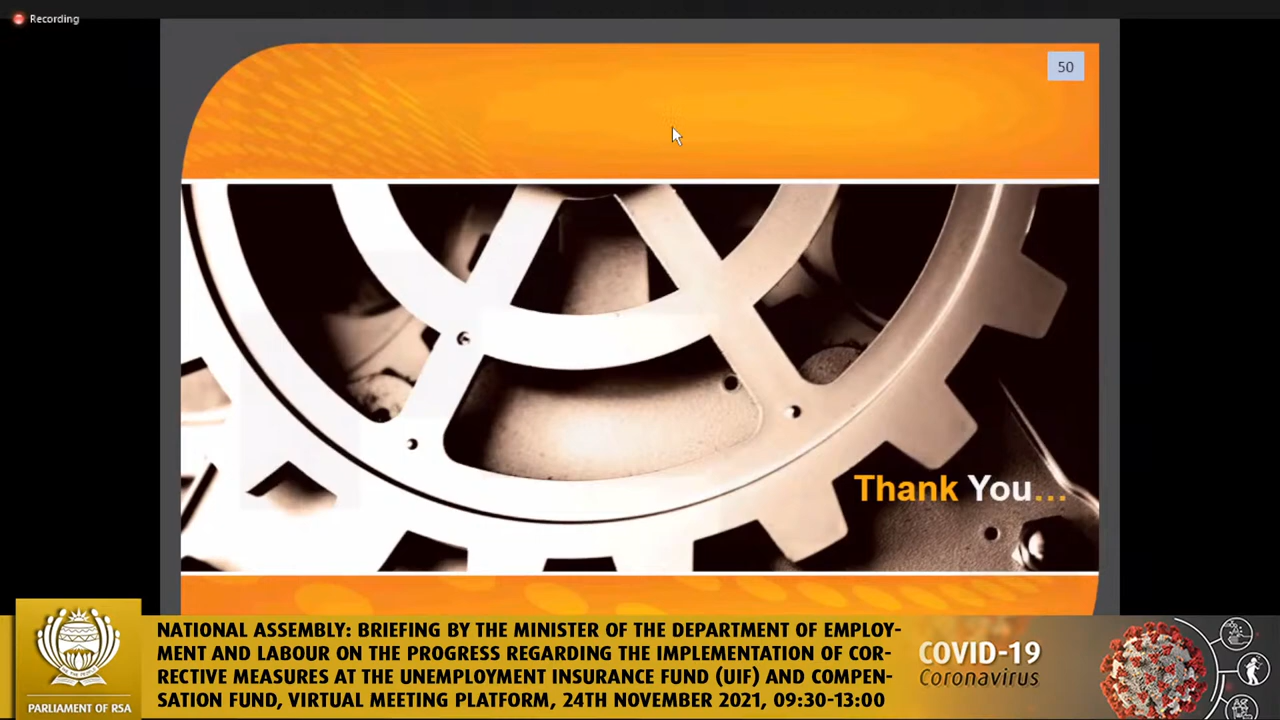 Recording
50
Thank You...
NATIONAL ASSEMBLY: BRIEFING BY THE MINISTER OF THE DEPARTMENT OF EMPLOY-
MENT AND LABOUR ON THE PROGRESS REGARDING THE IMPLEMENTATION OF COR-
RECTIVE MEASURES AT THE UNEMPLOYMENT INSURANCE FUND (UIF) AND COMPEN-
SATION FUND, VIRTUAL MEETING PLATFORM, 24TH NOVEMBER 2021, 09:30-13:00
PARLIAMENT OF RSA
COVID-19
Coronavirus